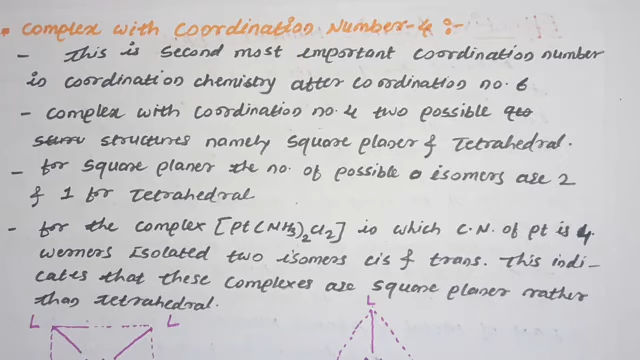 • Complex with Coordination Number-4 :-
- This is second most important coordination number
in coordination chemistry after coordination no. 6
- complex with coordination no. 4 two possible
structures namely square planer & Tetrahedral.
- for square planer the no. of possible isomers are 2
& 1 for Tetrahedral
- for the complex [Pt(NH₃)₂Cl₂] in which C.N. of pt is 4
werners Isolated two isomers cis & trans. This indi-
cates that these complexes are square planer rather
than tetrahedral.
L L L